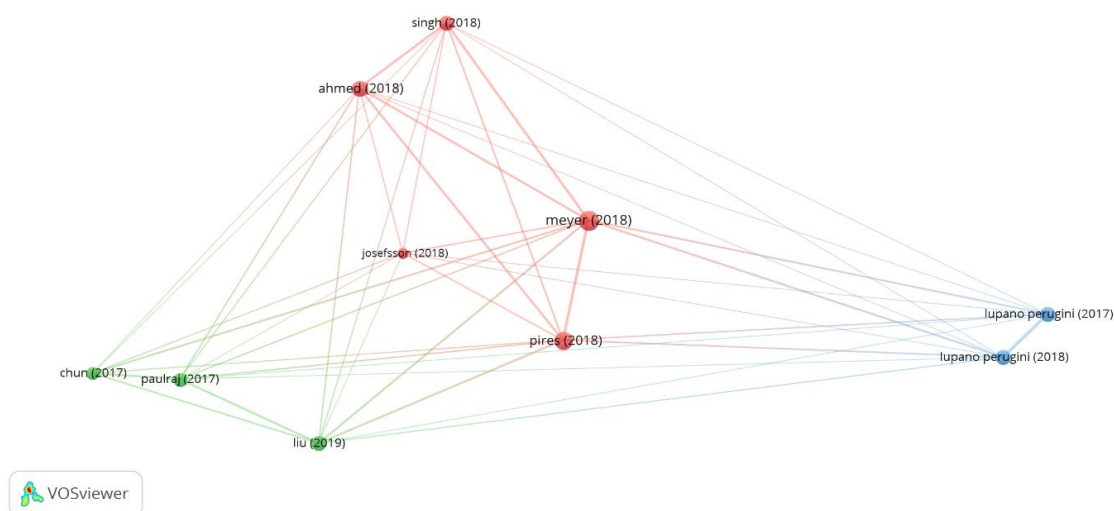 singh (2018)
ahmed (2018)
meyer (2018)
josefsson (2018)
lupano perugini (2017)
pires (2018)
lupano perugini (2018)
chun (2017)
paulraj (2017)
liu (2019)
VOSviewer